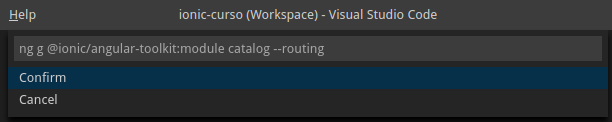 Help ionic-curso (Workspace) - Visual Studio Code
ng g @ionic/angular-toolkit:module catalog --routing
Confirm
Cancel